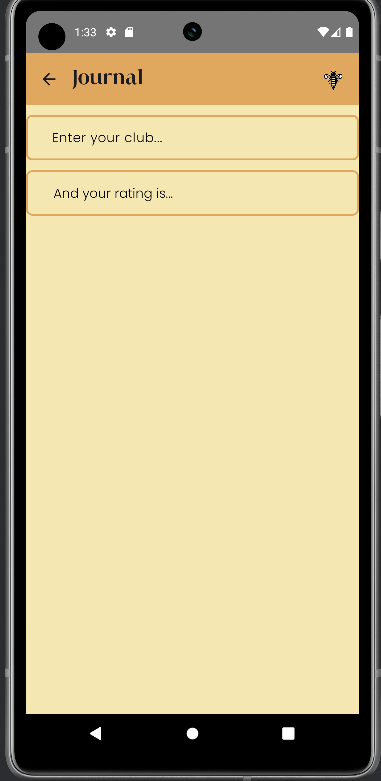 1:33
Journal
Enter your club...
And your rating is...